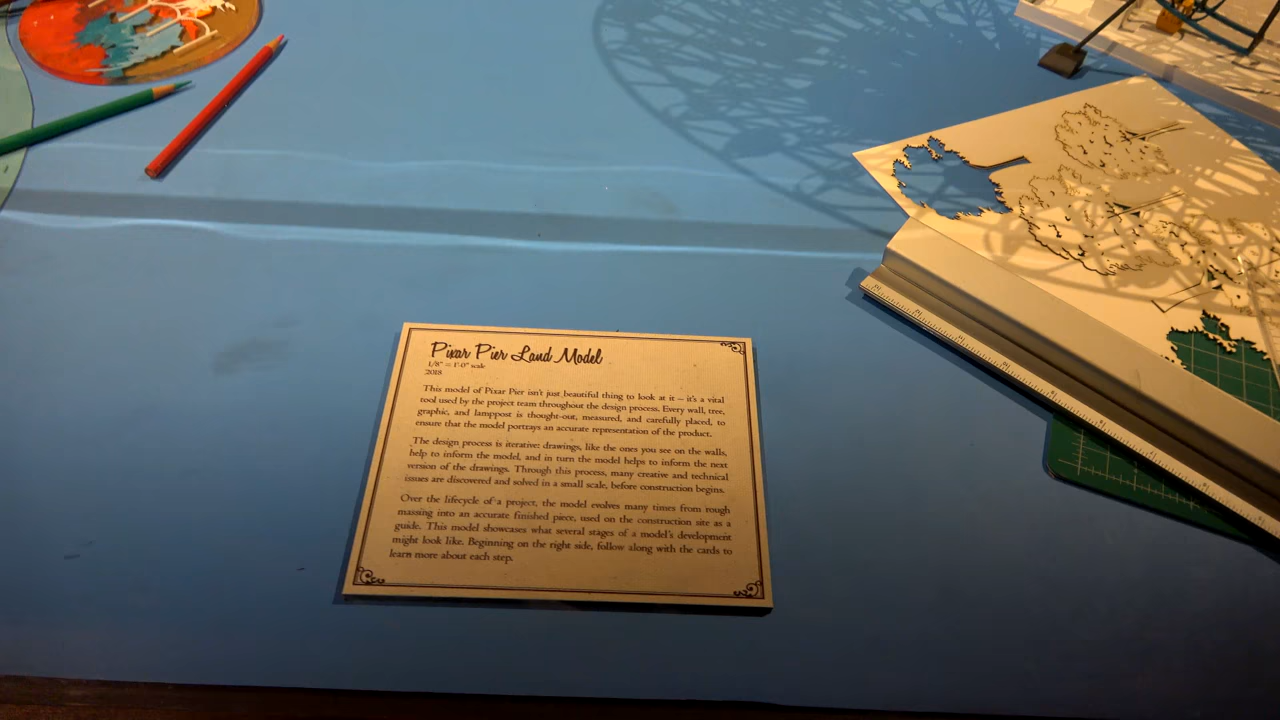 Pixar Pier Land Model
1/8" = 1'-0" scale
2018
This model of Pixar Pier isn't just beautiful thing to look at it – it's a vital
tool used by the project team throughout the design process. Every wall, tree,
graphic, and lamppost is thought-out, measured, and carefully placed, to
ensure that the model portrays an accurate representation of the product.
The design process is iterative: drawings, like the ones you see on the walls,
help to inform the model, and in turn the model helps to inform the next
version of the drawings. Through this process, many creative and technical
issues are discovered and solved in a small scale, before construction begins.
Over the lifecycle of a project, the model evolves many times from rough
massing into an accurate finished piece, used on the construction site as a
guide. This model showcases what several stages of a model's development
might look like. Beginning on the right side, follow along with the cards to
learn more about each step.